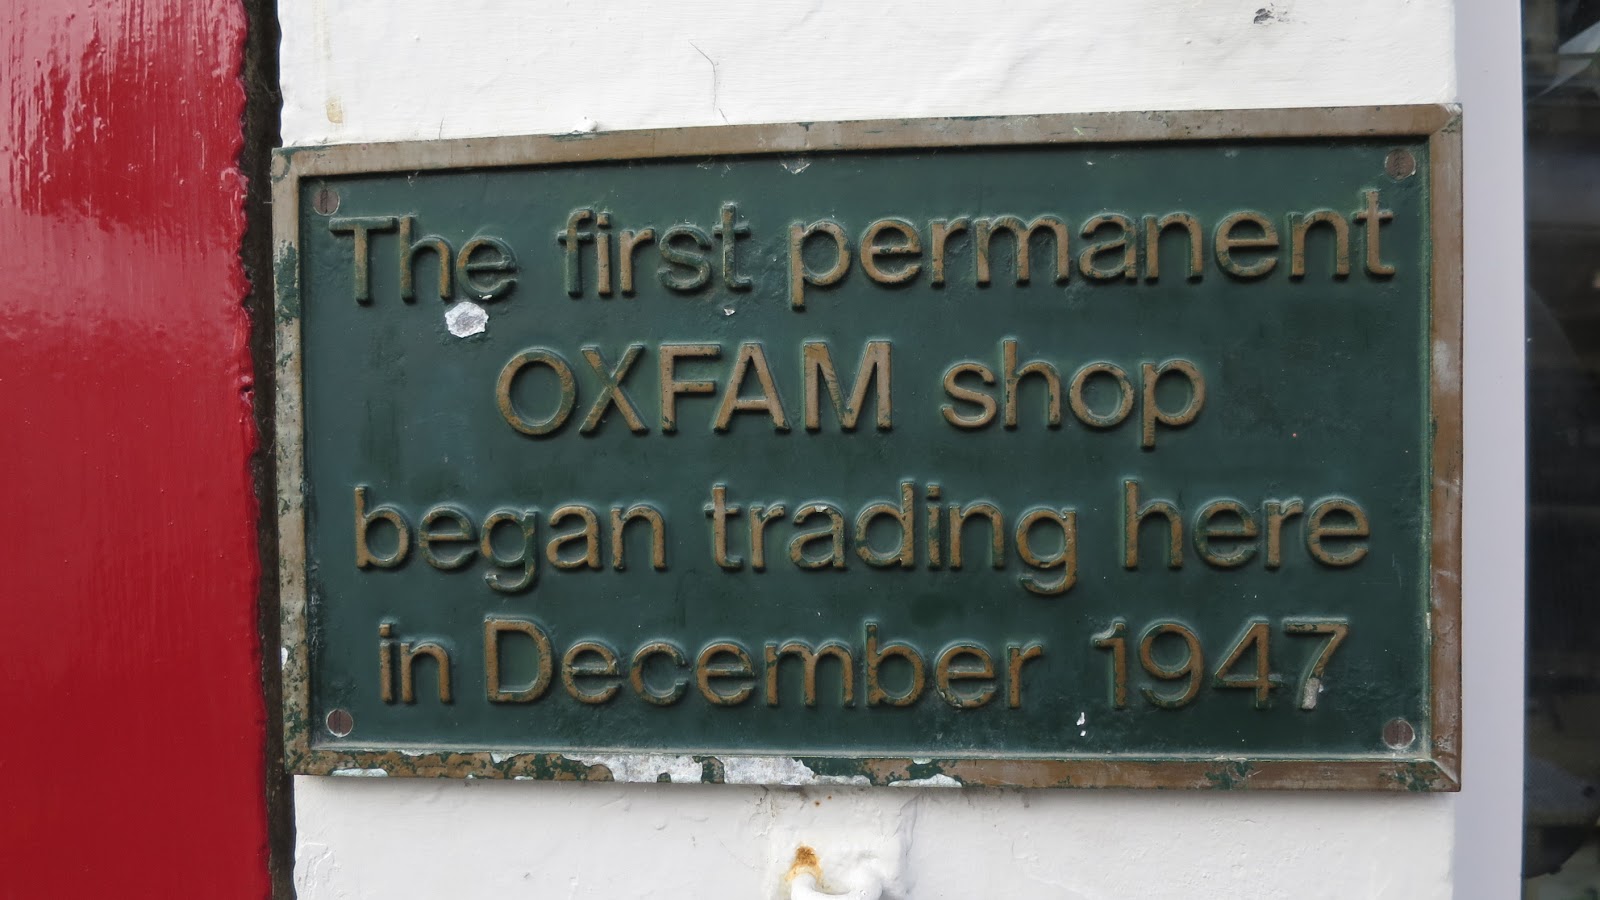 The first permanent
OXFAM shop
began trading here
in December 1947